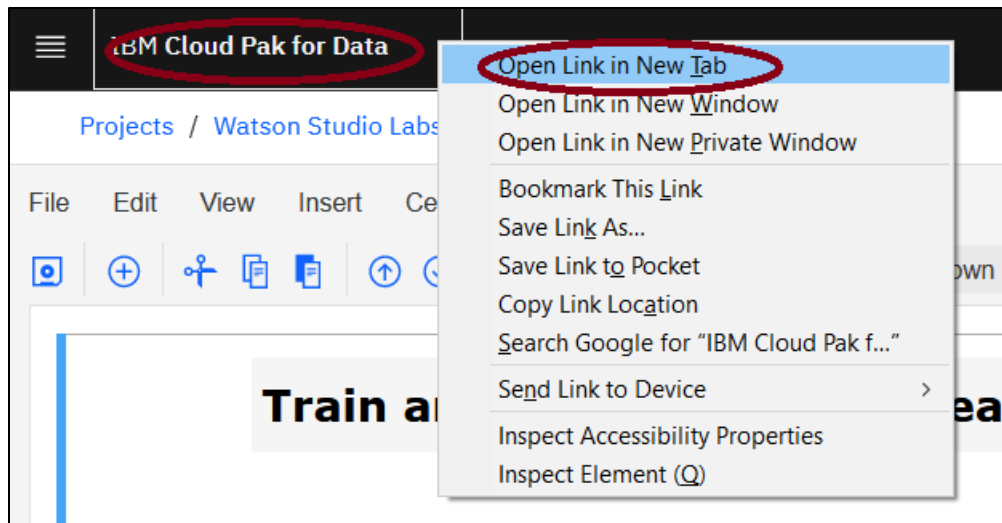 IBM Cloud Pak for Data
Open Link in New Tab
Open Link in New Window
Open Link in New Private Window
Bookmark This Link
Save Link As...
Save Link to Pocket
Copy Link Location
Search Google for “IBM Cloud Pak f...”
Send Link to Device
Inspect Accessibility Properties
Inspect Element (Q)
Projects / Watson Studio Labs
File Edit View Insert Ce
own
Train a
ea